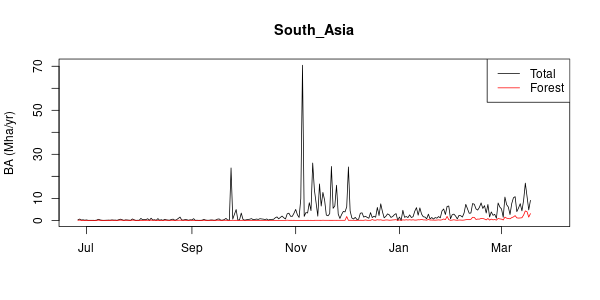 South_Asia
BA (Mha/yr)
70
50
30
10
0
Total
Forest
Jul Sep Nov Jan Mar